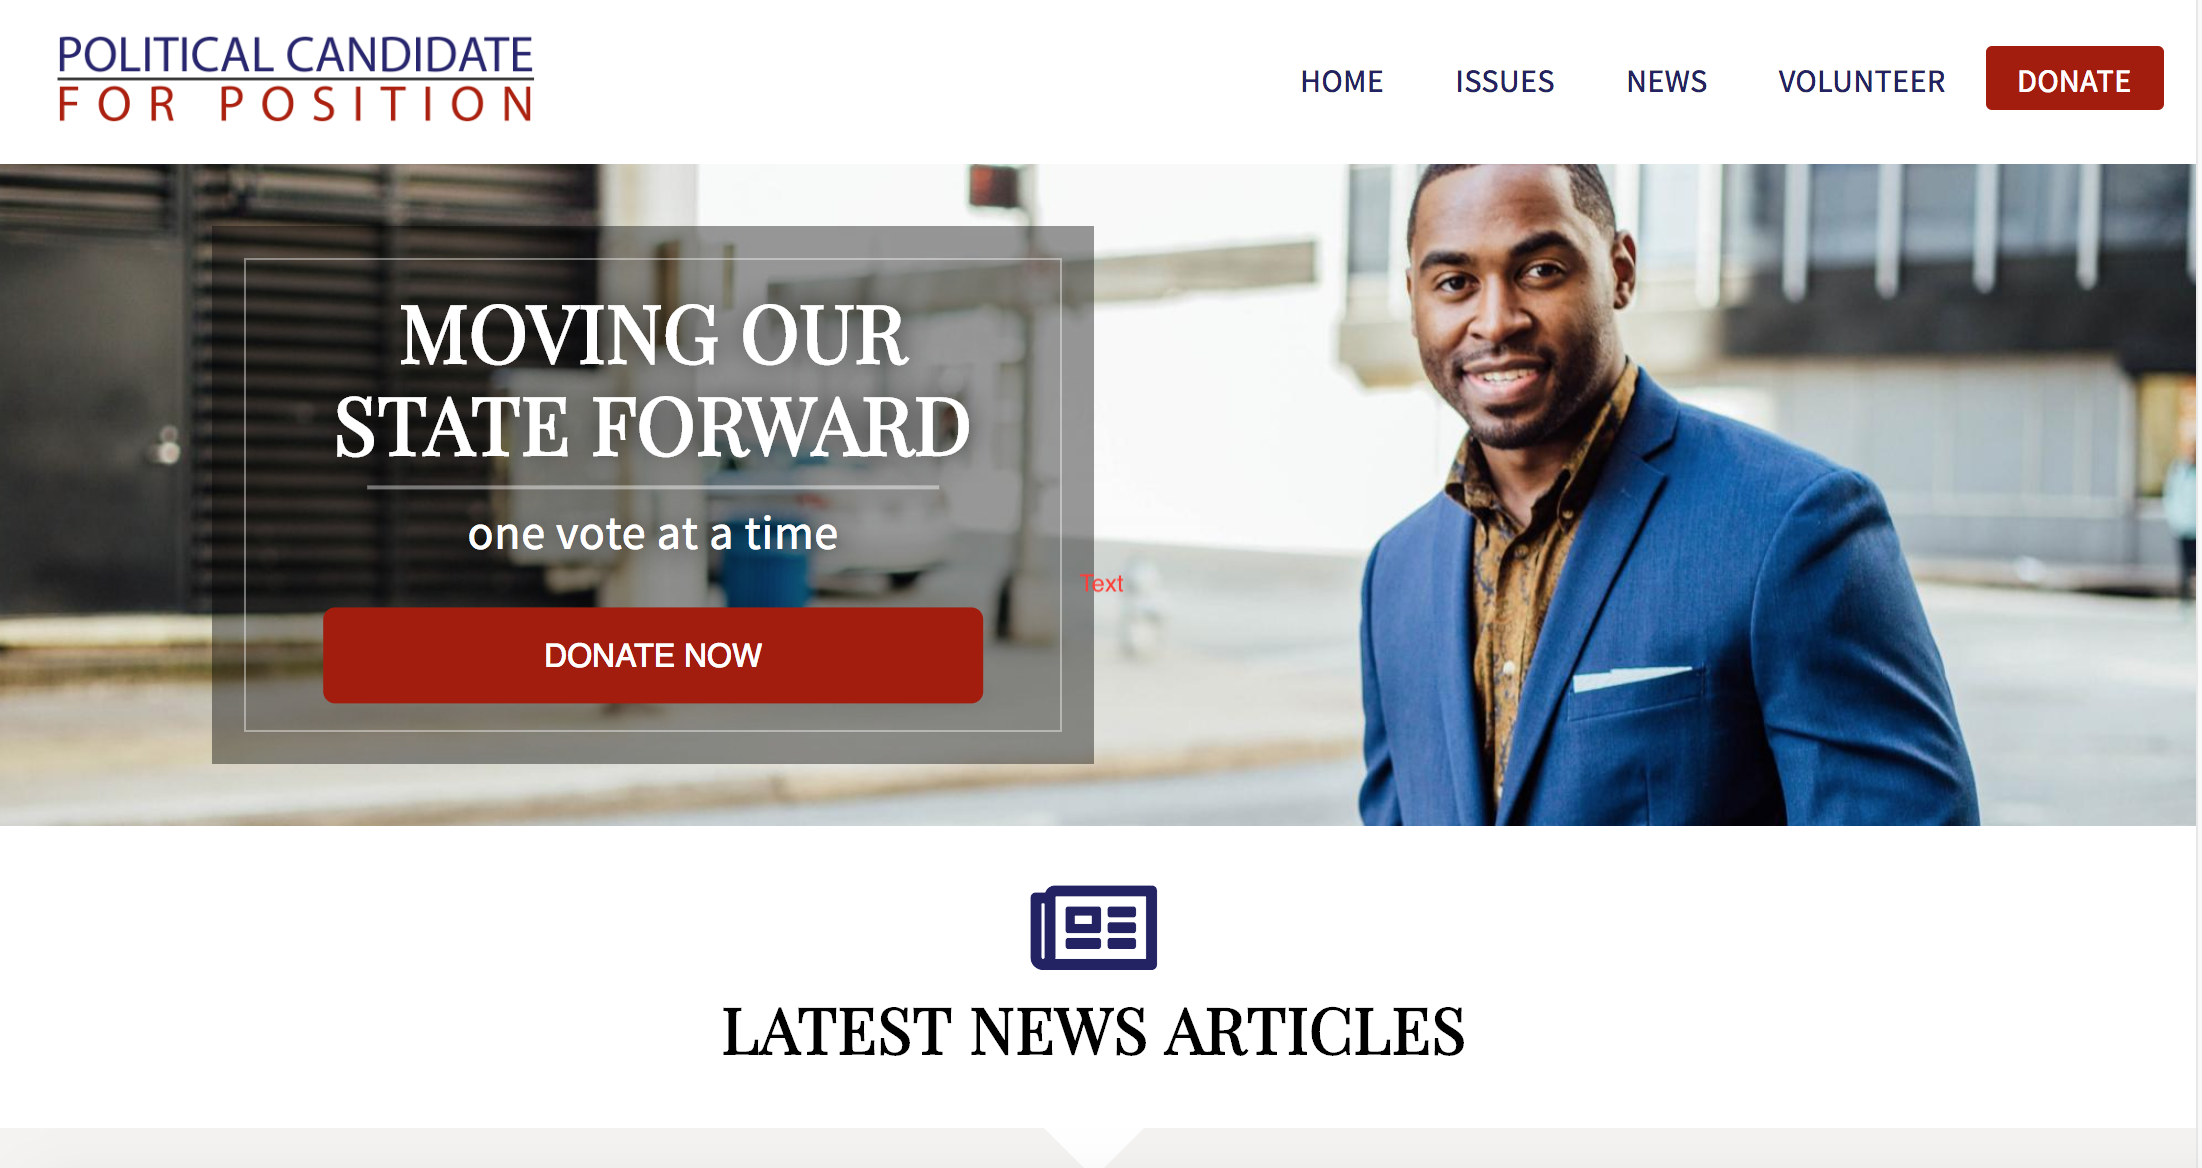 POLITICAL CANDIDATE
FOR POSITION
HOME ISSUES NEWS VOLUNTEER DONATE
MOVING OUR
STATE FORWARD
one vote at a time
Text
DONATE NOW
LATEST NEWS ARTICLES